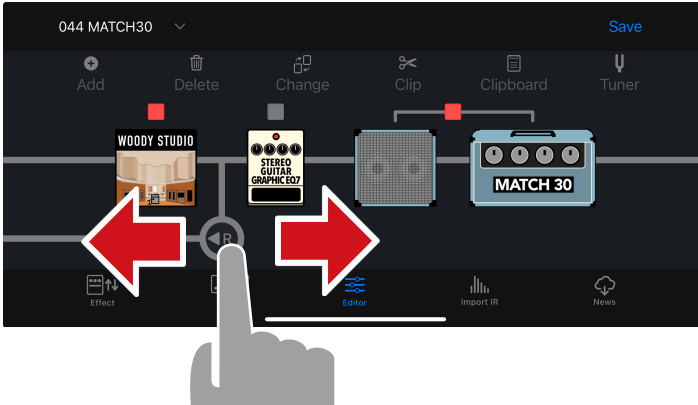 044 MATCH30
Save
Add
Delete
Change
Clip
Clipboard
Tuner
WOODY STUDIO
STEREO
GUITAR
GRAPHIC EQ7
MATCH 30
R
Effect
Editor
Import IR
News